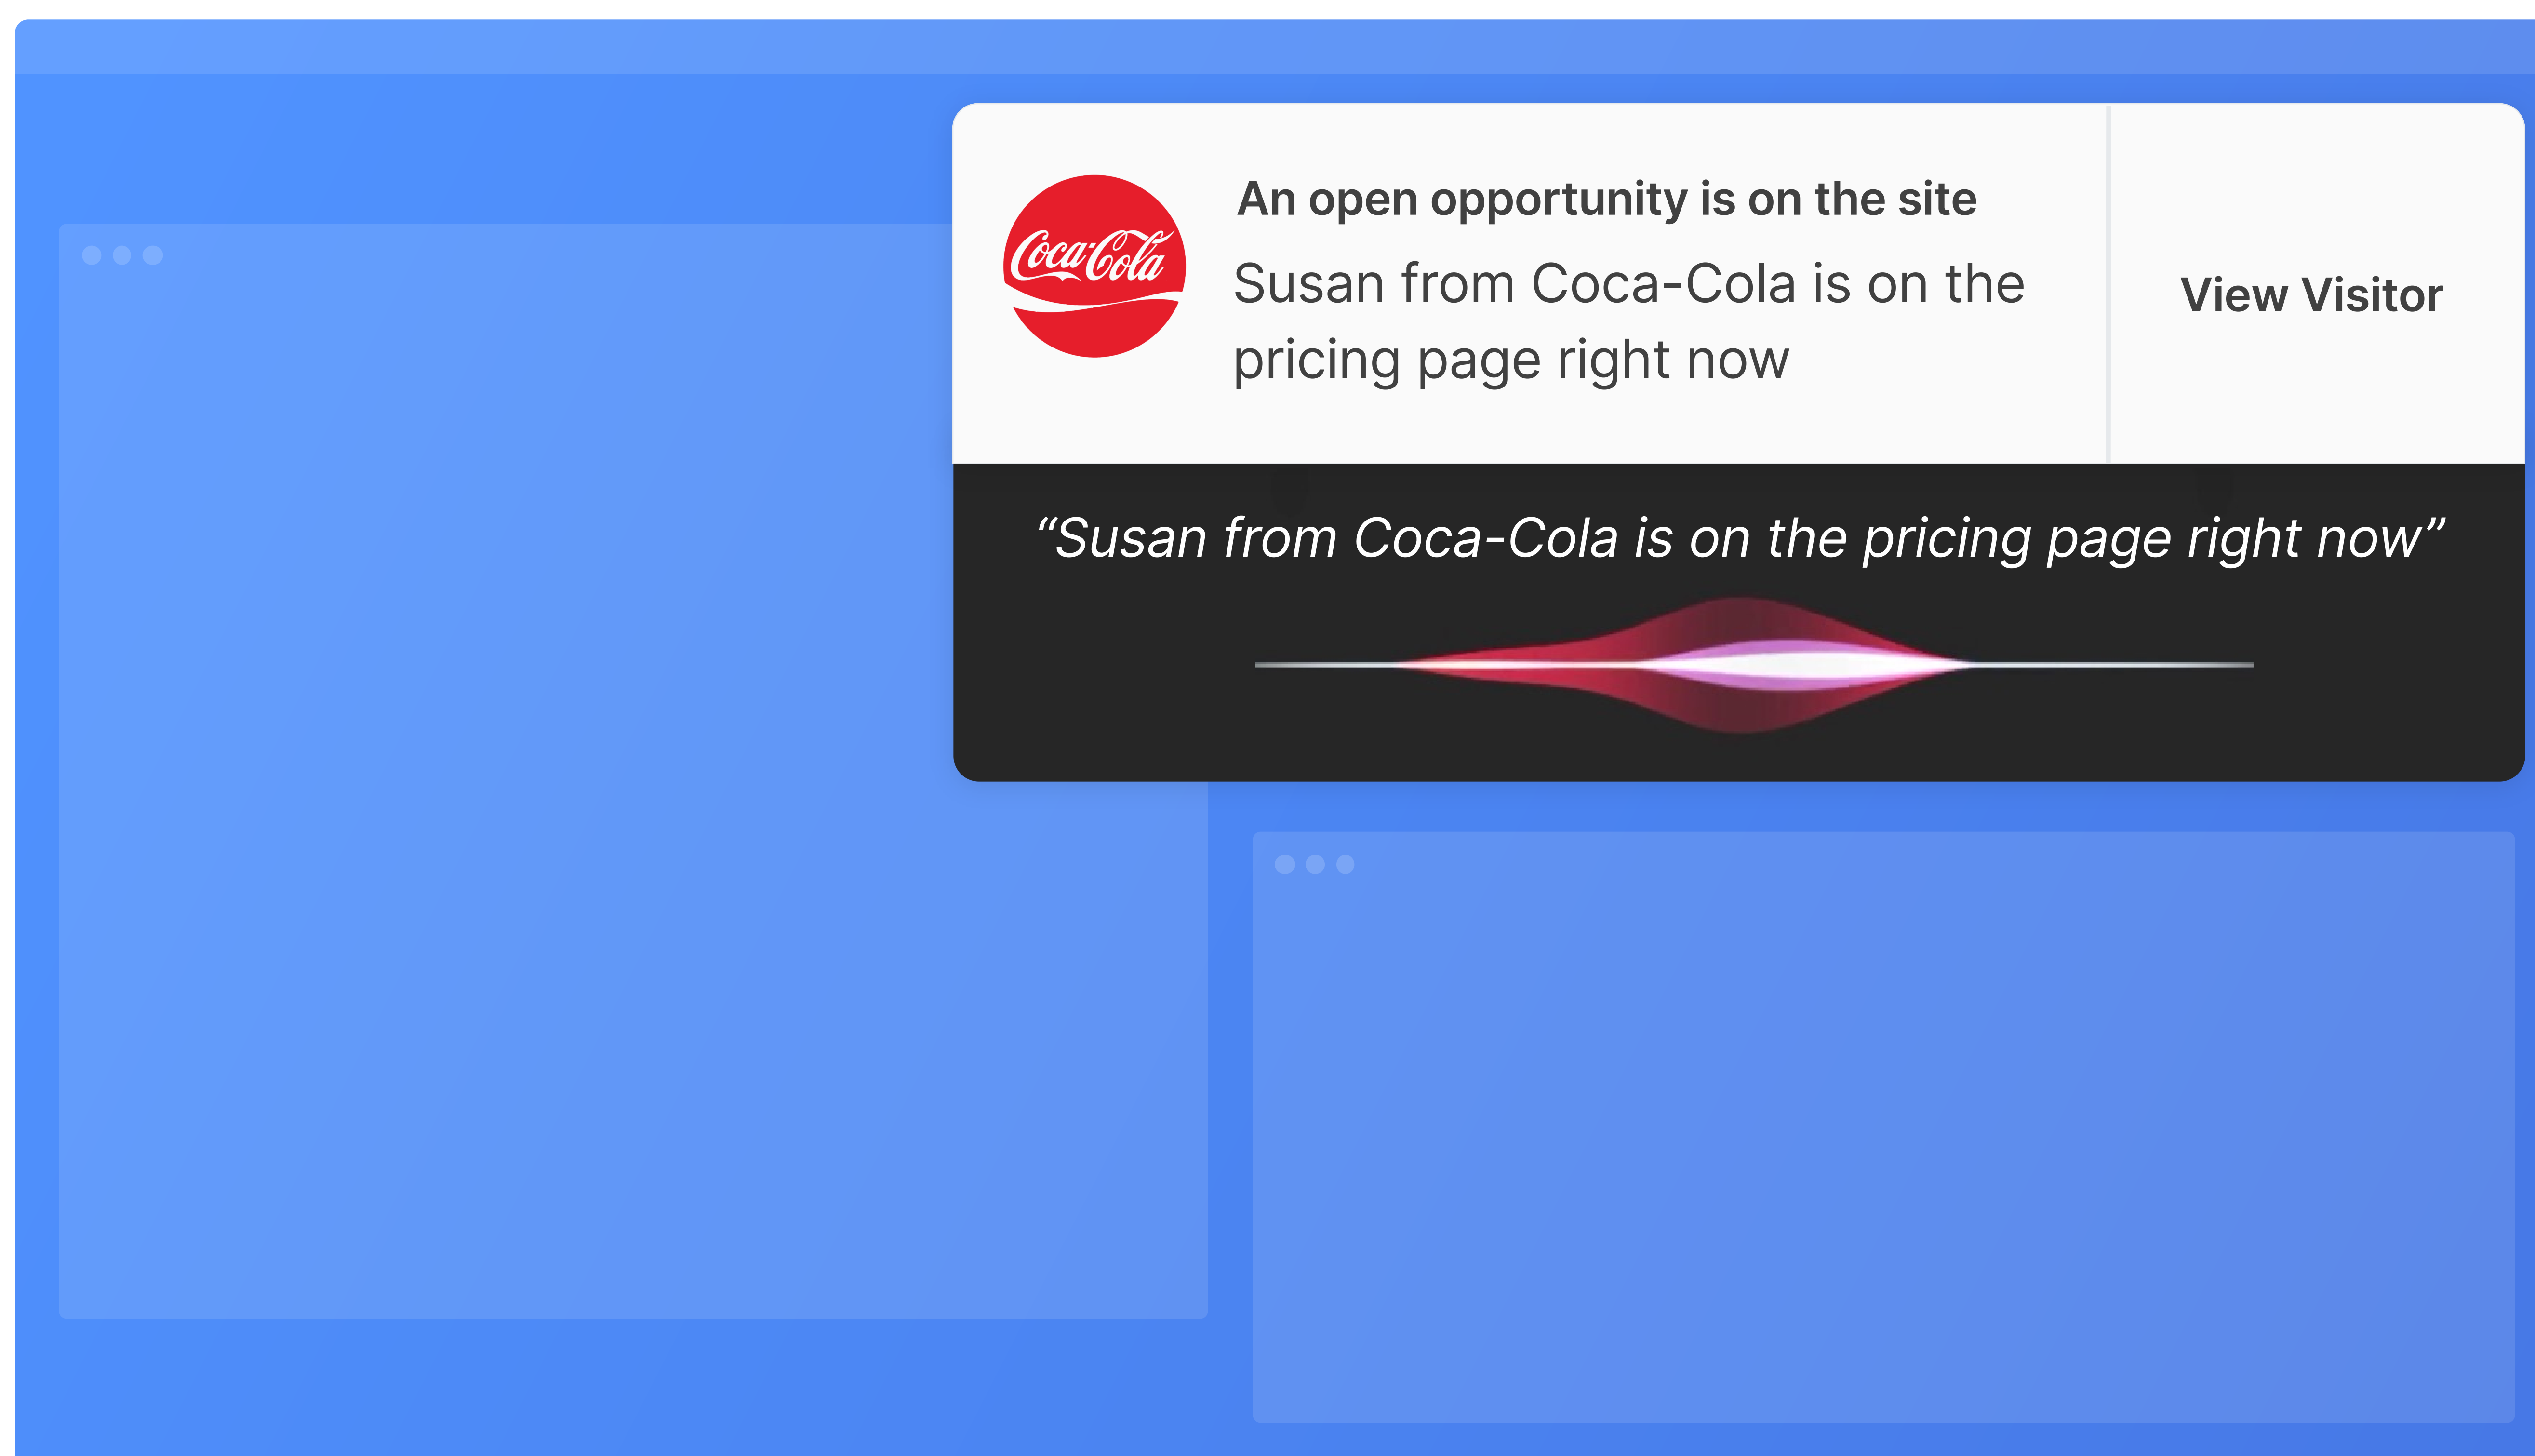 Coca-Cola
An open opportunity is on the site
Susan from Coca-Cola is on the
pricing page right now
View Visitor
“Susan from Coca-Cola is on the pricing page right now”